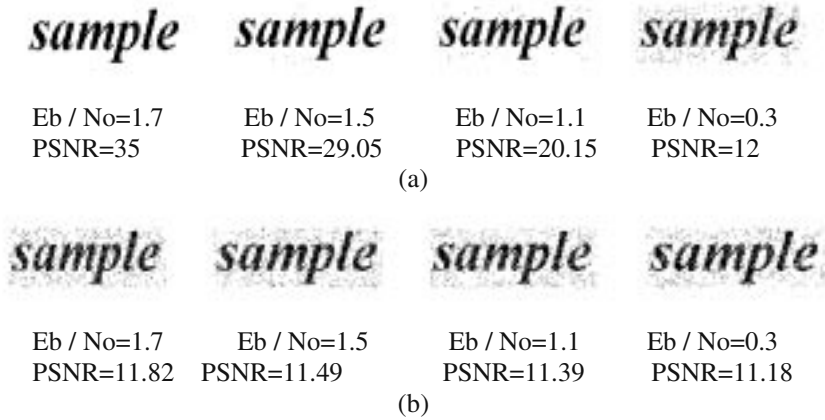 sample sample sample sample
Eb / No=1.7 Eb / No=1.5 Eb / No=1.1 Eb / No=0.3
PSNR=35 PSNR=29.05 PSNR=20.15 PSNR=12
(a)
sample sample sample sample
Eb / No=1.7 Eb / No=1.5 Eb / No=1.1 Eb / No=0.3
PSNR=11.82 PSNR=11.49 PSNR=11.39 PSNR=11.18
(b)